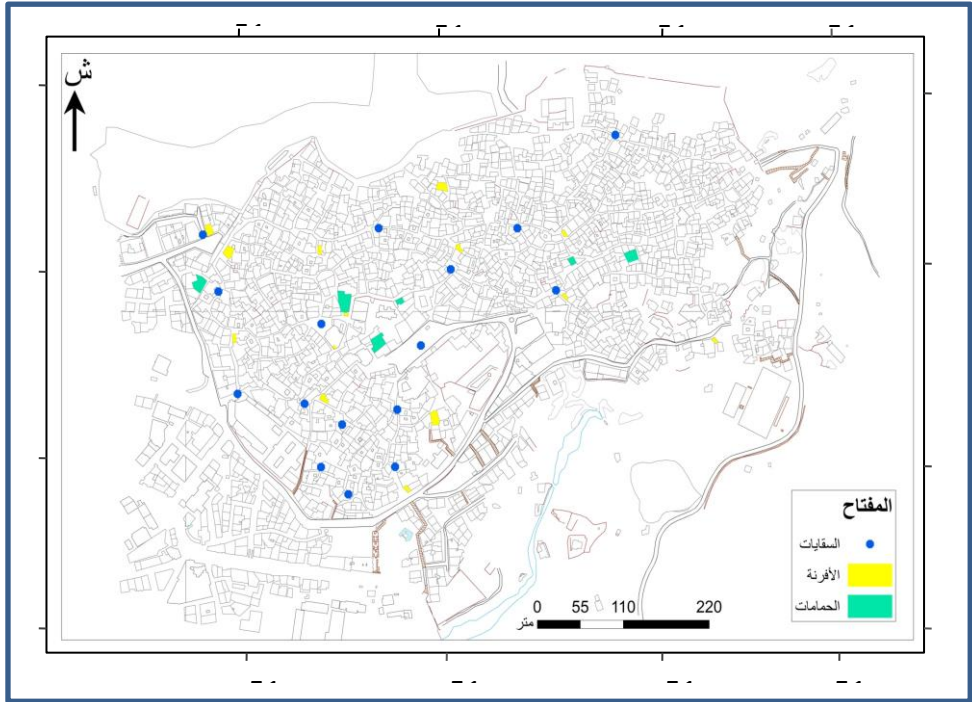 ش
المفتاح
السقايات
الأفرنة
الحمامات
0 55 110 220
متر